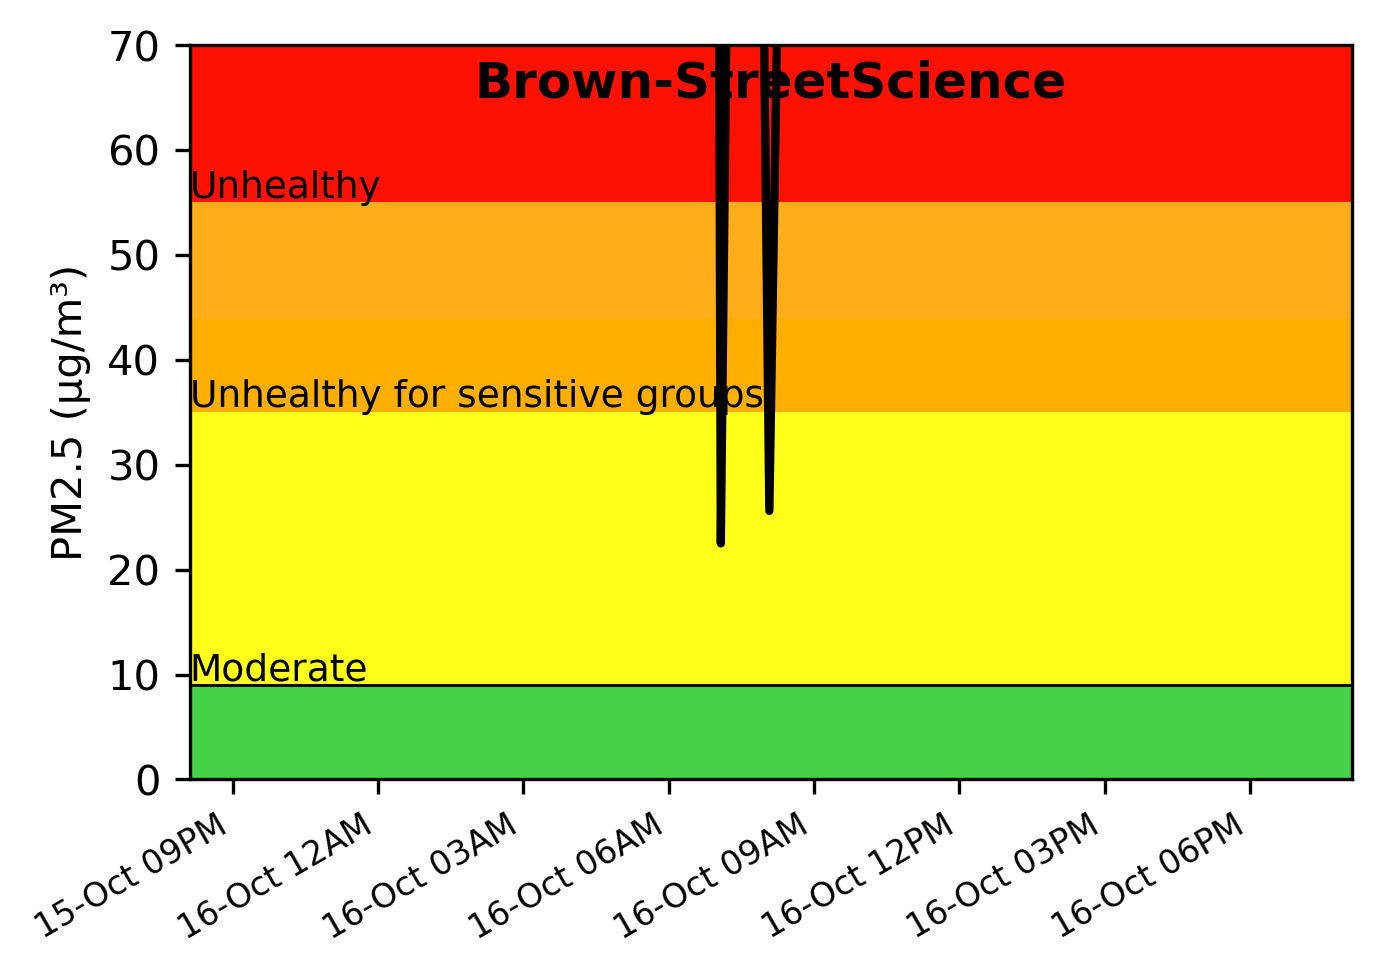 Brown-StreetScience
PM2.5 (µg/m³)
70
60
50
40
30
20
10
0
Unhealthy
Unhealthy for sensitive groups
Moderate
15-Oct 09PM
16-Oct 12AM
16-Oct 03AM
16-Oct 06AM
16-Oct 09AM
16-Oct 12PM
16-Oct 03PM
16-Oct 06PM